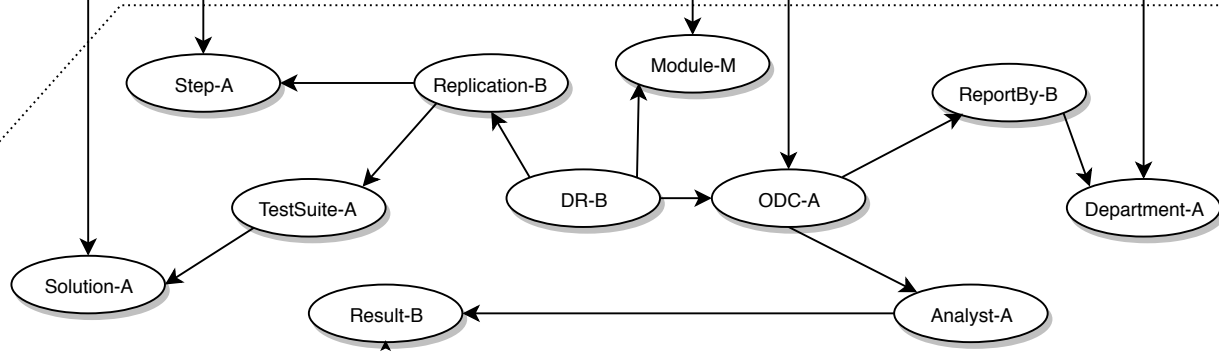 Module-M
Step-A
Replication-B
ReportBy-B
TestSuite-A
DR-B
ODC-A
Department-A
Solution-A
Result-B
Analyst-A